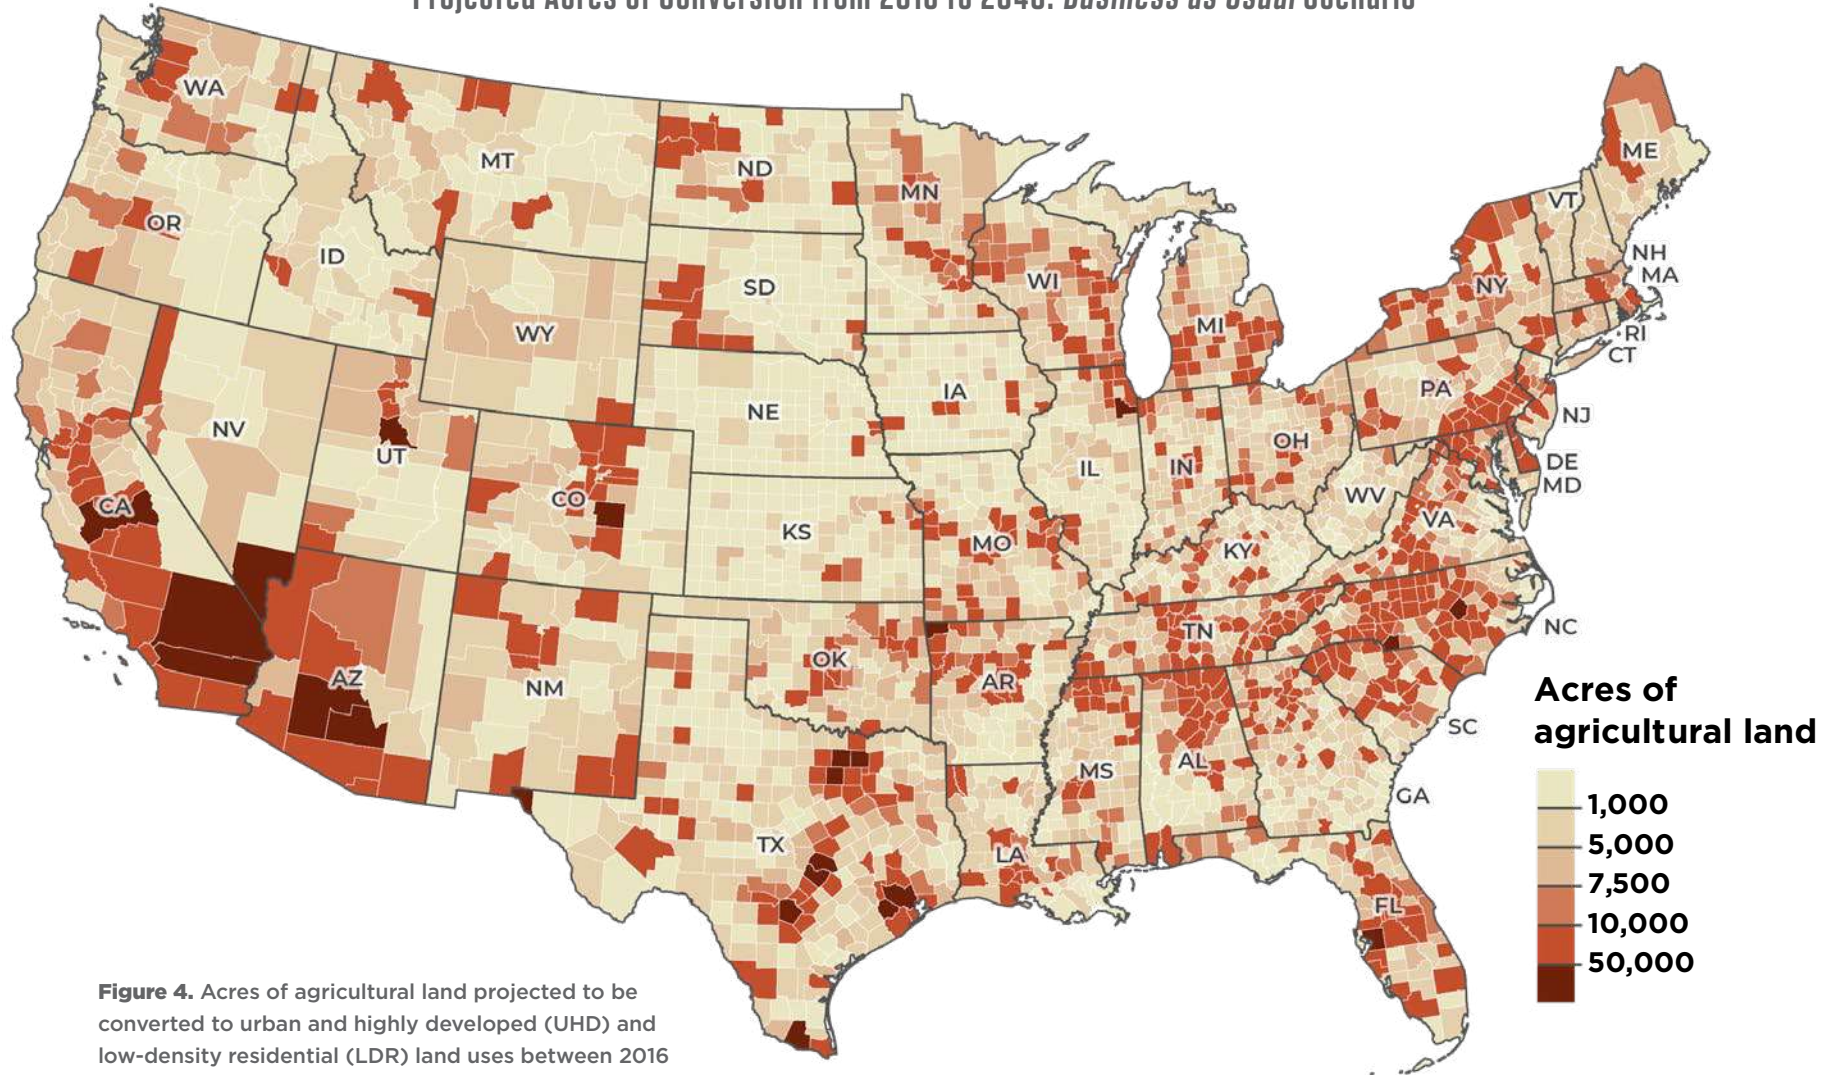 Projected Acres of Conversion from 2016 to 2040: Business as Usual Scenario
WA
MT
ND
MN
ME
VT
OR
ID
SD
WI
NH
MA
NY
WY
MI
RI
CT
IA
PA
NE
NJ
NV
UT
OH
IL
IN
DE
MD
CO
WV
CA
VA
KS
MO
KY
NC
TN
OK
AZ
AR
NM
SC
MS
AL
GA
TX
LA
FL
Acres of
agricultural land
1,000
5,000
7,500
10,000
50,000
Figure 4. Acres of agricultural land projected to be
converted to urban and highly developed (UHD) and
low-density residential (LDR) land uses between 2016